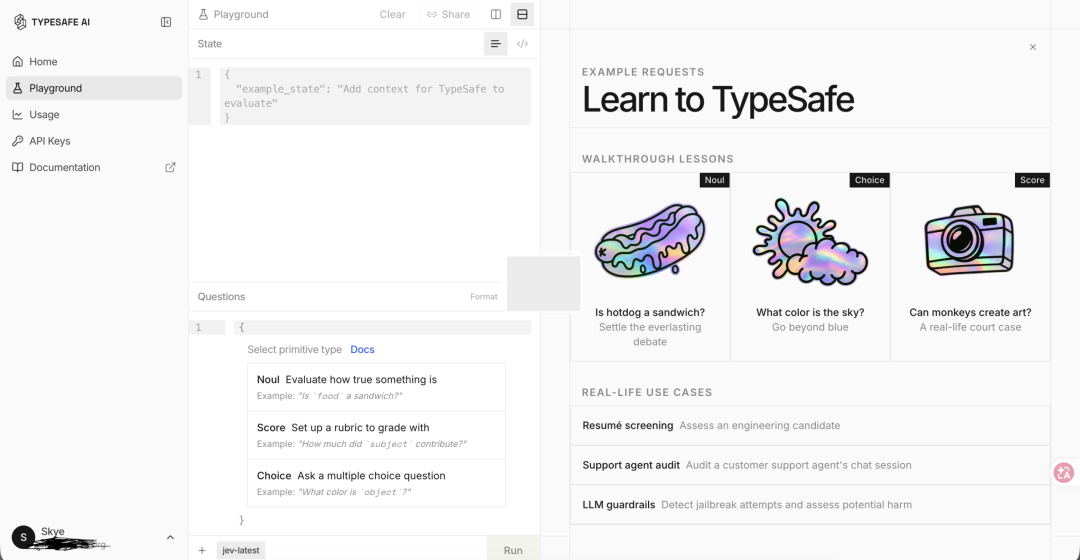 TYPESAFE AI
Home
Playground
Usage
API Keys
Documentation
S
Skye
Playground
Clear
Share
State
1
{
"example_state": "Add context for TypeSafe to
evaluate"
}
Questions
Format
1
{
Select primitive type Docs
Noul Evaluate how true something is
Example: "Is `food` a sandwich?"
Score Set up a rubric to grade with
Example: "How much did `subject` contribute?"
Choice Ask a multiple choice question
Example: "What color is `object`?"
}
+ jev-latest
Run
×
EXAMPLE REQUESTS
Learn to TypeSafe
WALKTHROUGH LESSONS
Noul
Is hotdog a sandwich?
Settle the everlasting
debate
Choice
What color is the sky?
Go beyond blue
Score
Can monkeys create art?
A real-life court case
REAL-LIFE USE CASES
Resumé screening Assess an engineering candidate
Support agent audit Audit a customer support agent's chat session
LLM guardrails Detect jailbreak attempts and assess potential harm